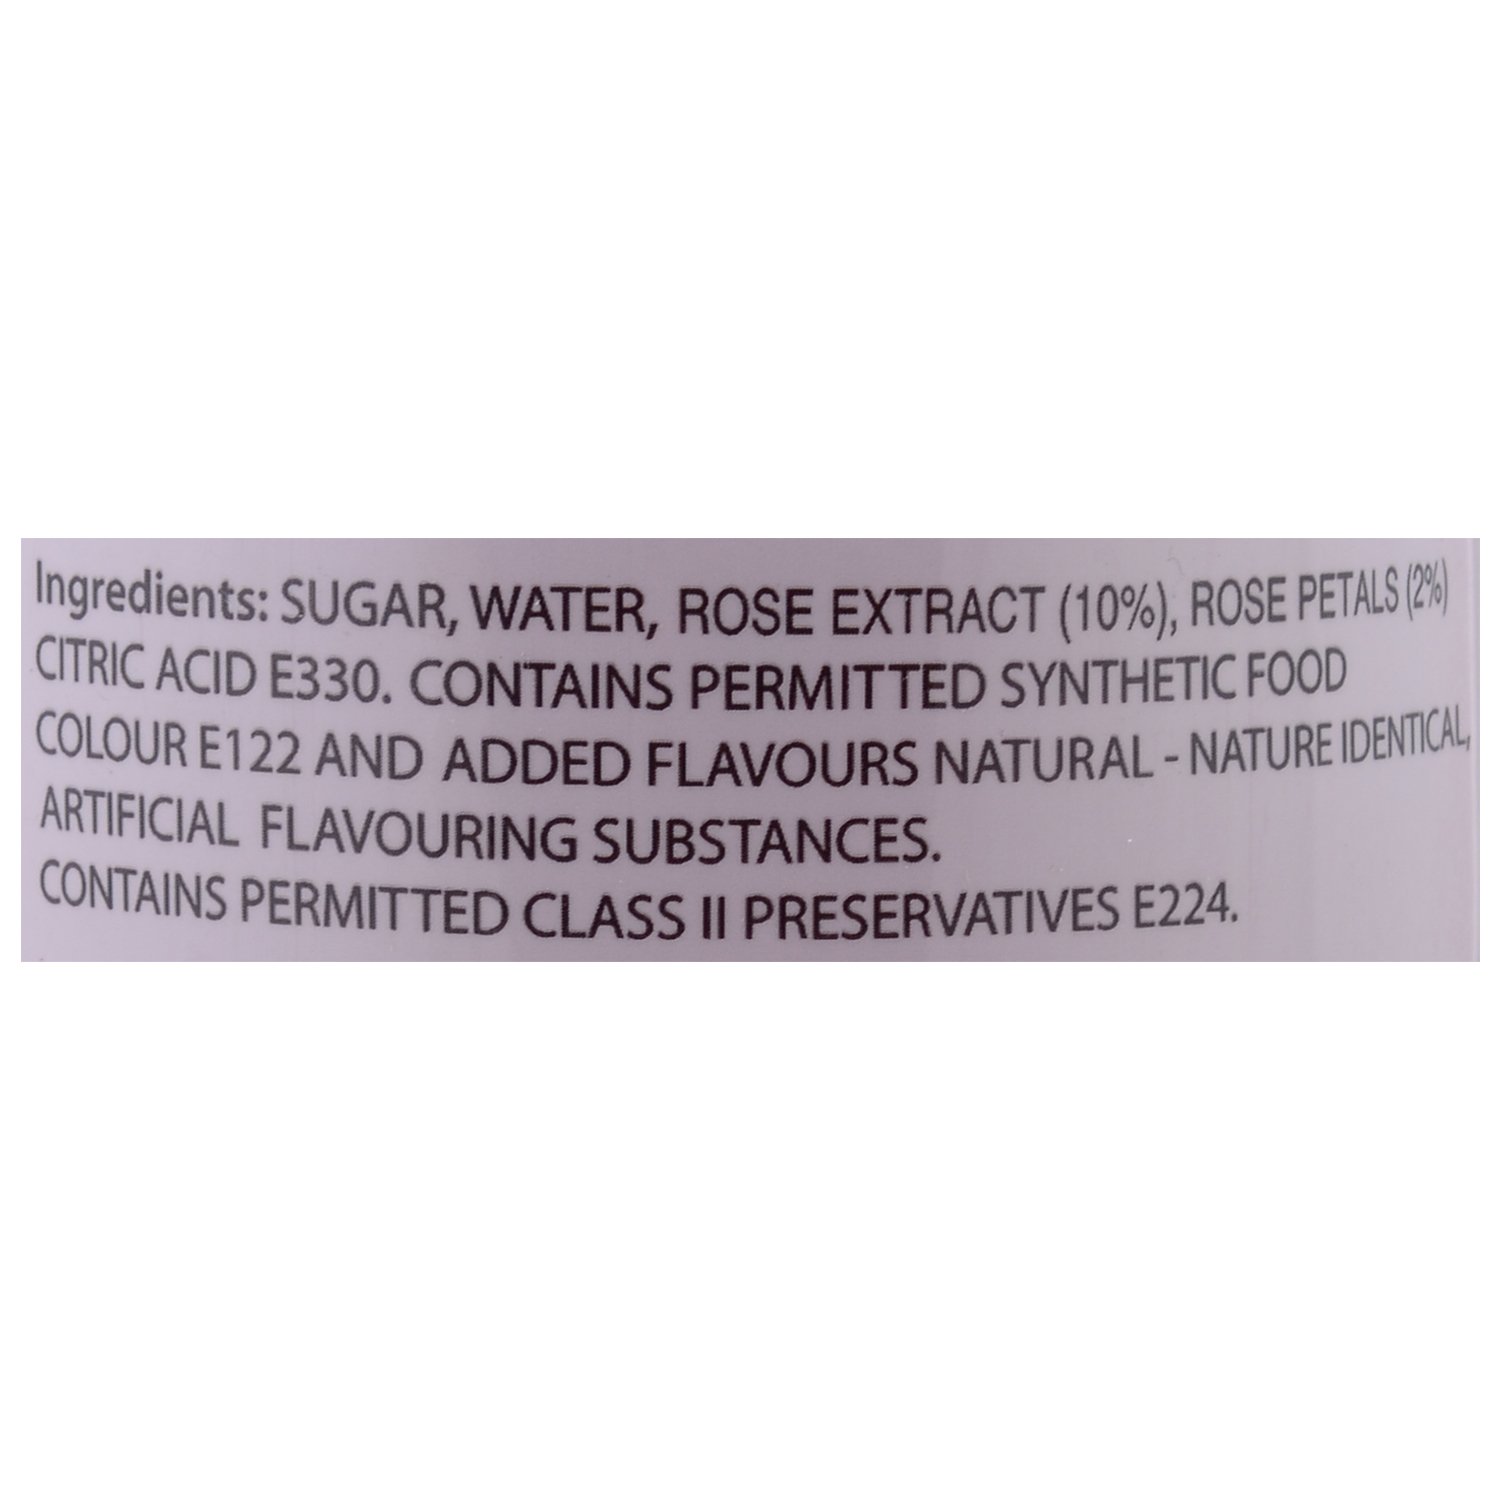 Ingredients: SUGAR, WATER, ROSE EXTRACT (10%), ROSE PETALS (2%)
CITRIC ACID E330. CONTAINS PERMITTED SYNTHETIC FOOD
COLOUR E122 AND ADDED FLAVOURS NATURAL - NATURE IDENTICAL,
ARTIFICIAL FLAVOURING SUBSTANCES.
CONTAINS PERMITTED CLASS II PRESERVATIVES E224.